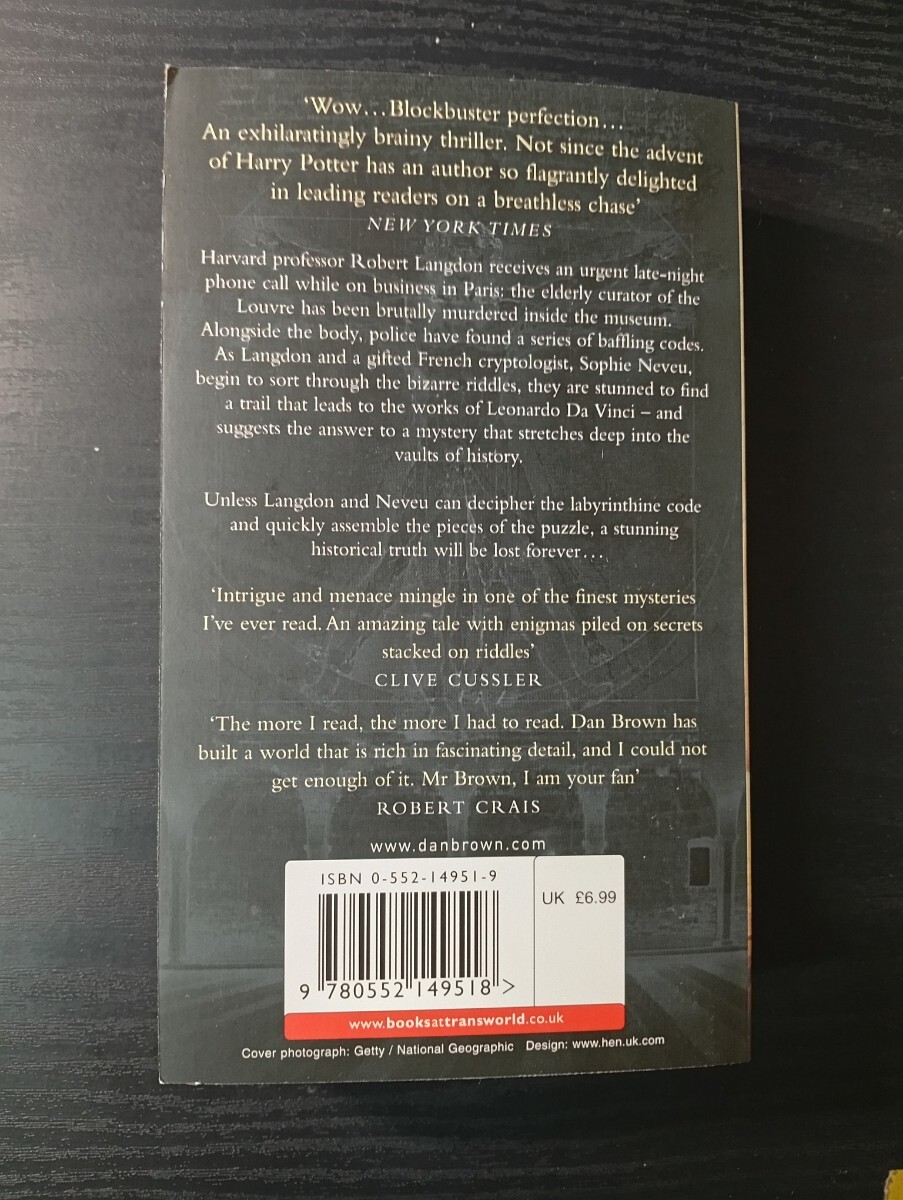 ‘Wow...Blockbuster perfection...
An exhilaratingly brainy thriller. Not since the advent
of Harry Potter has an author so flagrantly delighted
in leading readers on a breathless chase’
NEW YORK TIMES
Harvard professor Robert Langdon receives an urgent late-night
phone call while on business in Paris: the elderly curator of the
Louvre has been brutally murdered inside the museum.
Alongside the body, police have found a series of baffling codes.
As Langdon and a gifted French cryptologist, Sophie Neveu,
begin to sort through the bizarre riddles, they are stunned to find
a trail that leads to the works of Leonardo Da Vinci – and
suggests the answer to a mystery that stretches deep into the
vaults of history.
Unless Langdon and Neveu can decipher the labyrinthine code
and quickly assemble the pieces of the puzzle, a stunning
historical truth will be lost forever...
‘Intrigue and menace mingle in one of the finest mysteries
I’ve ever read. An amazing tale with enigmas piled on secrets
stacked on riddles’
CLIVE CUSSLER
‘The more I read, the more I had to read. Dan Brown has
built a world that is rich in fascinating detail, and I could not
get enough of it. Mr Brown, I am your fan’
ROBERT CRAIS
www.danbrown.com
ISBN 0-552-14951-9
UK £6.99
9 780552 149518 >
www.booksattransworld.co.uk
Cover photograph: Getty / National Geographic Design: www.hen.uk.com